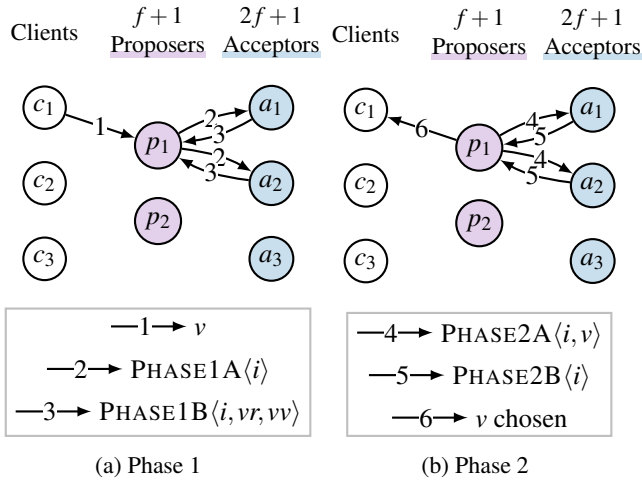 Clients
f + 1
Proposers
2f + 1
Acceptors
c1
c2
c3
p1
p2
a1
a2
a3
1
2
3
2
3
1 v
2 PHASE1A⟨i⟩
3 PHASE1B⟨i, vr, vv⟩
(a) Phase 1
Clients
f + 1
Proposers
2f + 1
Acceptors
c1
c2
c3
p1
p2
a1
a2
a3
6
4
5
4
5
4 PHASE2A⟨i, v⟩
5 PHASE2B⟨i⟩
6 v chosen
(b) Phase 2